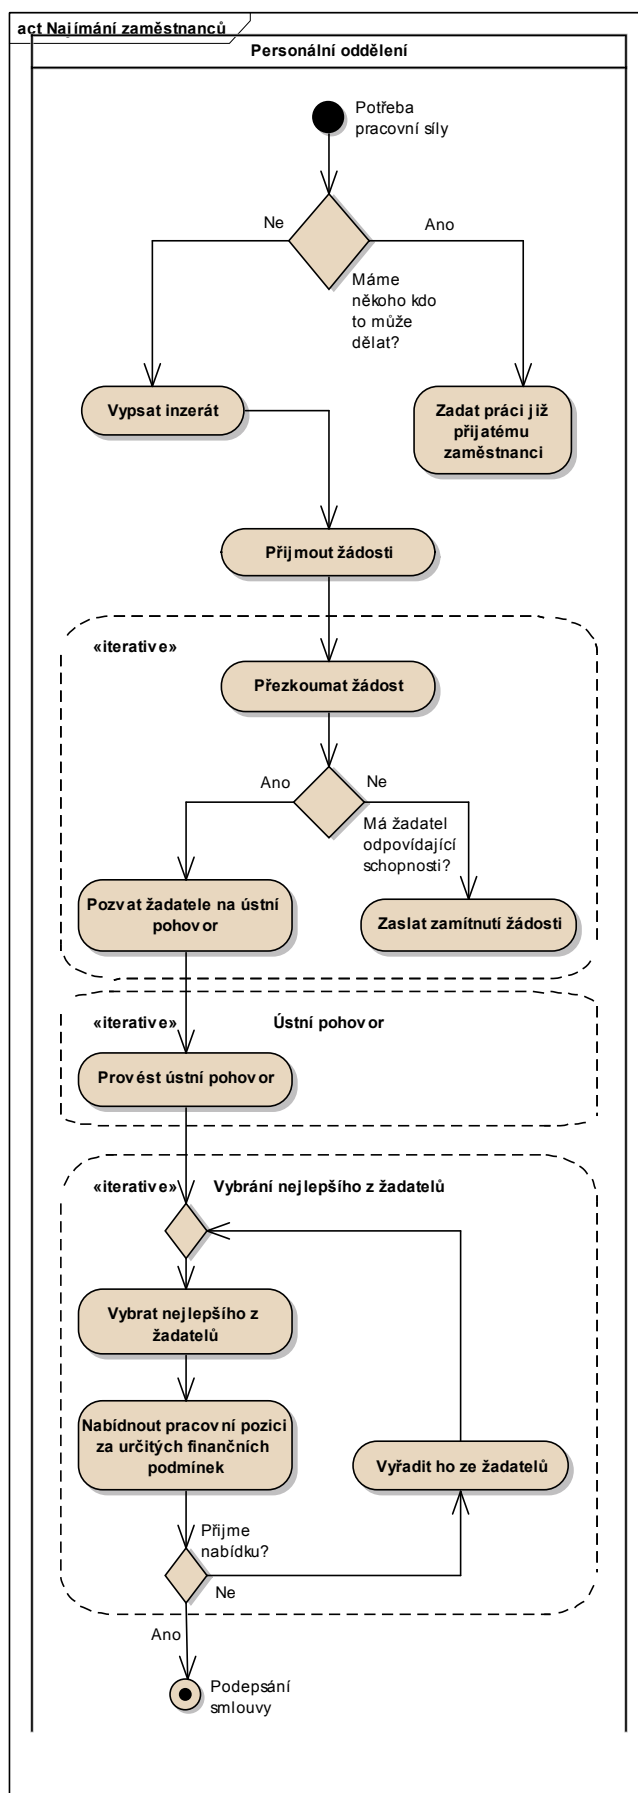 act Najímání zaměstnanců
Personální oddělení
Potřeba
pracovní síly
Ne
Ano
Máme
někoho kdo
to může
dělat?
Vypsat inzerát
Zadat práci již
přijatému
zaměstnanci
Přijmout žádosti
«iterative»
Přezkoumat žádost
Ano
Ne
Má žadatel
odpovídající
schopnosti?
Pozvat žadatele na ústní
pohovor
Zaslat zamítnutí žádosti
«iterative»
Ústní pohovor
Provést ústní pohovor
«iterative»
Vybrání nejlepšího z žadatelů
Vybrat nejlepšího z
žadatelů
Nabídnout pracovní pozici
za určitých finančních
podmínek
Vyřadit ho ze žadatelů
Přijme
nabídku?
Ne
Ano
Podepsání
smlouvy